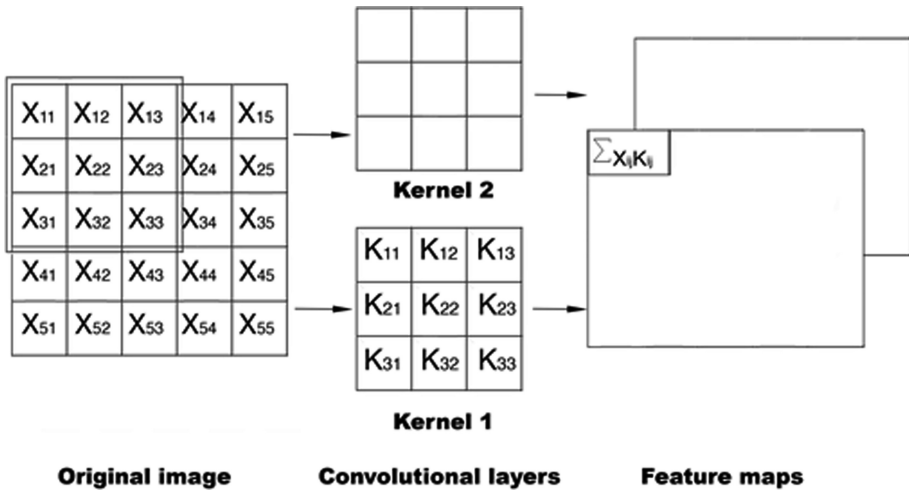 X11 X12 X13 X14 X15
X21 X22 X23 X24 X25
X31 X32 X33 X34 X35
X41 X42 X43 X44 X45
X51 X52 X53 X54 X55
Kernel 2
K11 K12 K13
K21 K22 K23
K31 K32 K33
Kernel 1
ΣXijKij
Original image
Convolutional layers
Feature maps